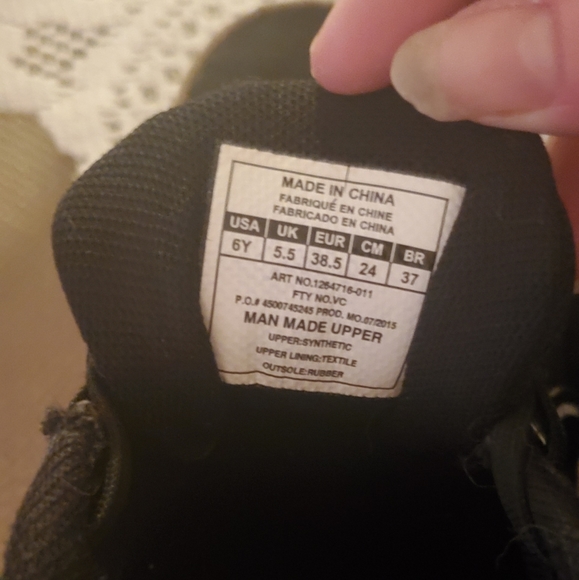 MADE IN CHINA
FABRIQUÉ EN CHINE
FABRICADO EN CHINA
USA UK EUR CM BR
6Y 5.5 38.5 24 37
ART NO.1264716-011
FTY NO.VC
P.O.# 4500745245 PROD. MO.07/2015
MAN MADE UPPER
UPPER:SYNTHETIC
UPPER LINING:TEXTILE
OUTSOLE:RUBBER